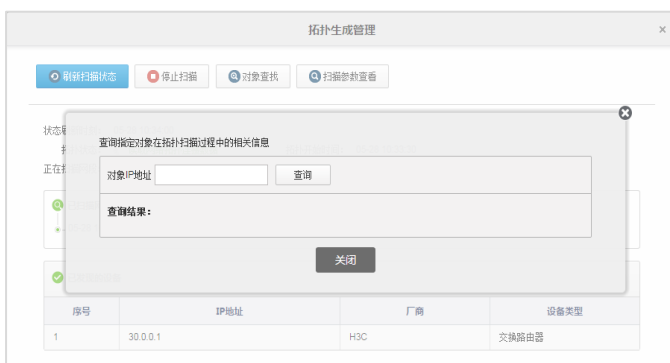 拓扑生成管理
刷新扫描状态 停止扫描 对象查找 扫描参数查看
查询指定对象在拓扑扫描过程中的相关信息
对象IP地址 查询
查询结果：
关闭
序号 IP地址 厂商 设备类型
1 30.0.0.1 H3C 交换路由器